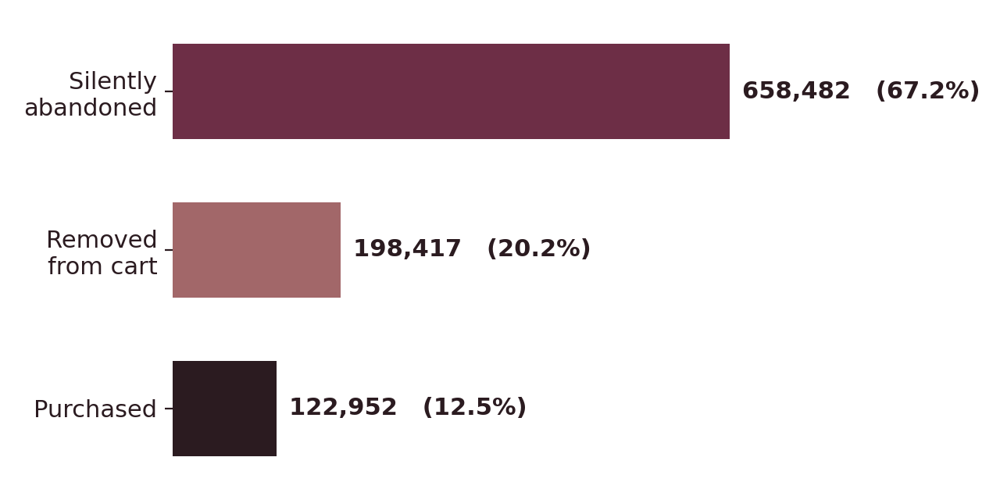 Silently
abandoned
658,482 (67.2%)
Removed
from cart
198,417 (20.2%)
Purchased
122,952 (12.5%)